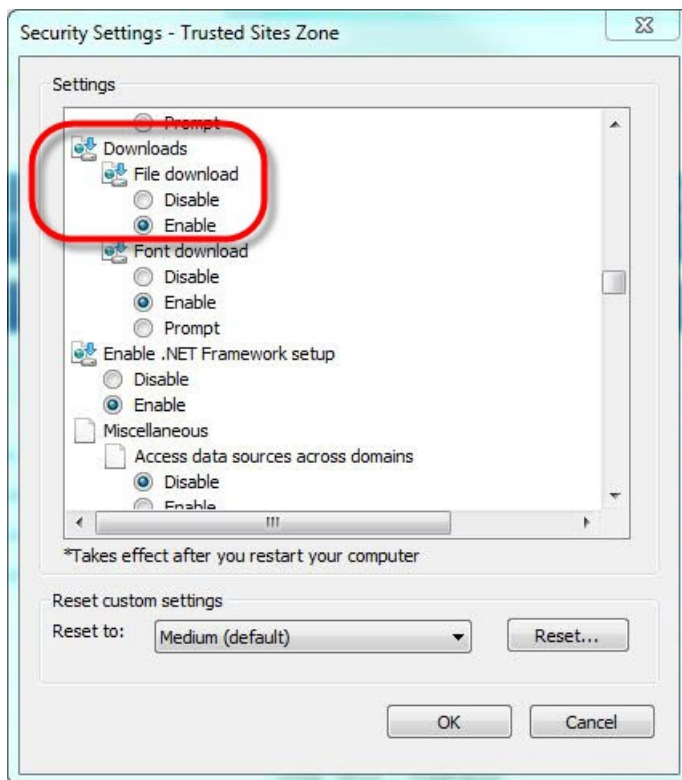 Security Settings - Trusted Sites Zone
Settings
Prompt
Downloads
File download
Disable
Enable
Font download
Disable
Enable
Prompt
Enable .NET Framework setup
Disable
Enable
Miscellaneous
Access data sources across domains
Disable
Enable
*Takes effect after you restart your computer
Reset custom settings
Reset to: Medium (default) Reset...
OK Cancel